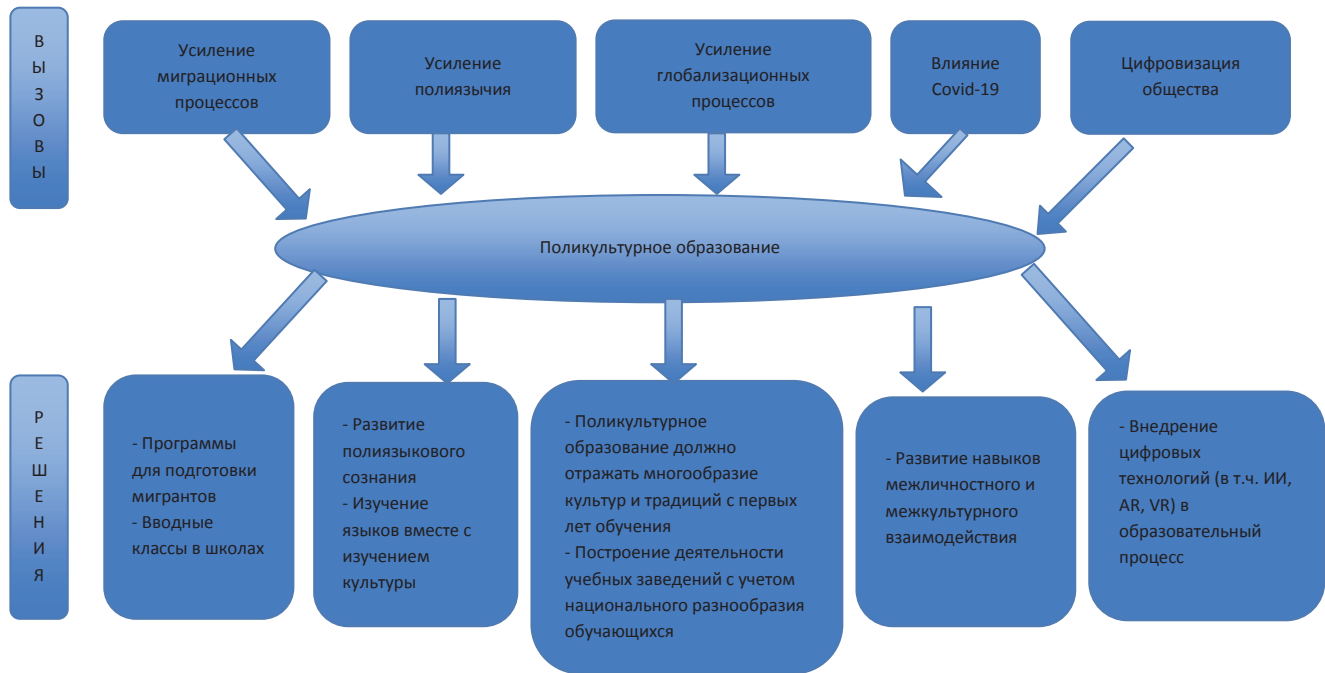 В
Ы
З
О
В
Ы
Усиление
миграционных
процессов
Усиление
полиязычия
Усиление
глобализационных
процессов
Влияние
Covid-19
Цифровизация
общества
Поликультурное образование
Р
Е
Ш
Е
Н
И
Я
- Программы
для подготовки
мигрантов
- Вводные
классы в школах
- Развитие
полиязыкового
сознания
- Изучение
языков вместе с
изучением
культуры
- Поликультурное
образование должно
отражать многообразие
культур и традиций с первых
лет обучения
- Построение деятельности
учебных заведений с учетом
национального разнообразия
обучающихся
- Развитие навыков
межличностного и
межкультурного
взаимодействия
- Внедрение
цифровых
технологий (в т.ч. ИИ,
AR, VR) в
образовательный
процесс